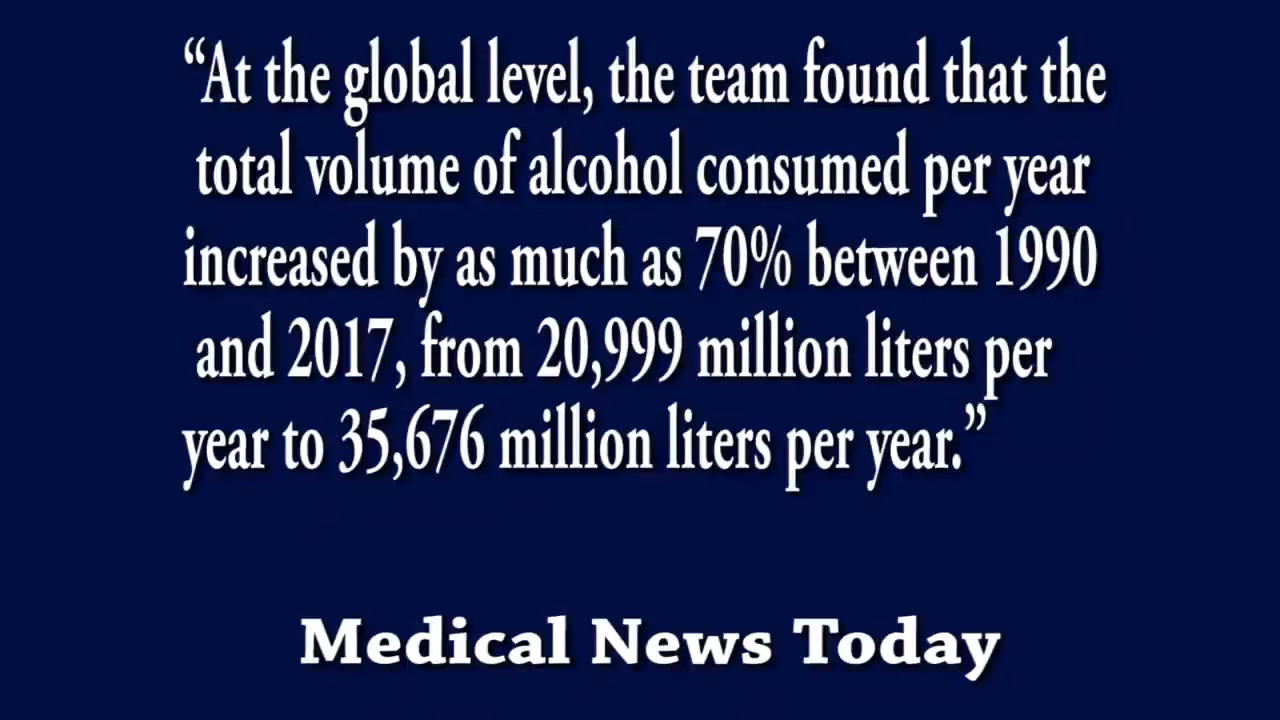 “At the global level, the team found that the
total volume of alcohol consumed per year
increased by as much as 70% between 1990
and 2017, from 20,999 million liters per
year to 35,676 million liters per year.”
Medical News Today